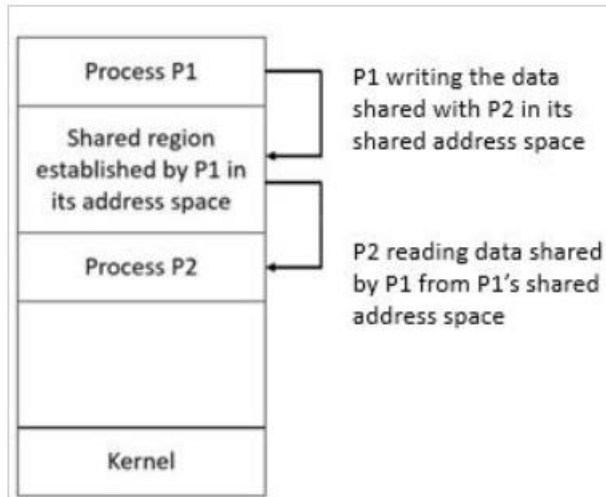 Process P1
Shared region
established by P1 in
its address space
Process P2
Kernel
P1 writing the data
shared with P2 in its
shared address space
P2 reading data shared
by P1 from P1's shared
address space